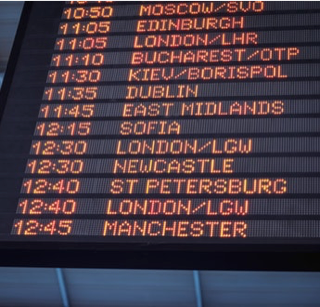 10:50 MOSCOW/SVO
11:05 EDINBURGH
11:05 LONDON/LHR
11:10 BUCHAREST/OTP
11:30 KIEV/BORISPOL
11:35 DUBLIN
11:45 EAST MIDLANDS
12:15 SOFIA
12:30 LONDON/LGW
12:30 NEWCASTLE
12:40 ST PETERSBURG
12:40 LONDON/LGW
12:45 MANCHESTER